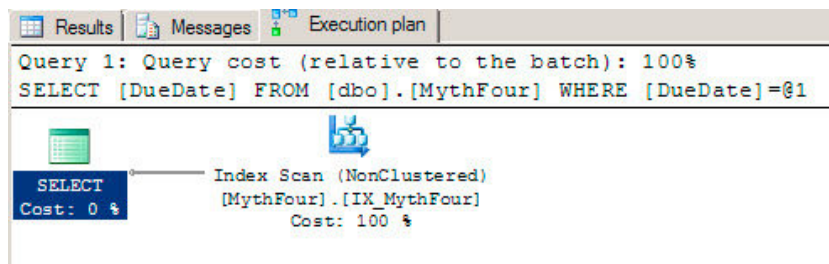 Results Messages Execution plan
Query 1: Query cost (relative to the batch): 100%
SELECT [DueDate] FROM [dbo].[MythFour] WHERE [DueDate]=@1
SELECT
Cost: 0 %
Index Scan (NonClustered)
[MythFour].[IX_MythFour]
Cost: 100 %